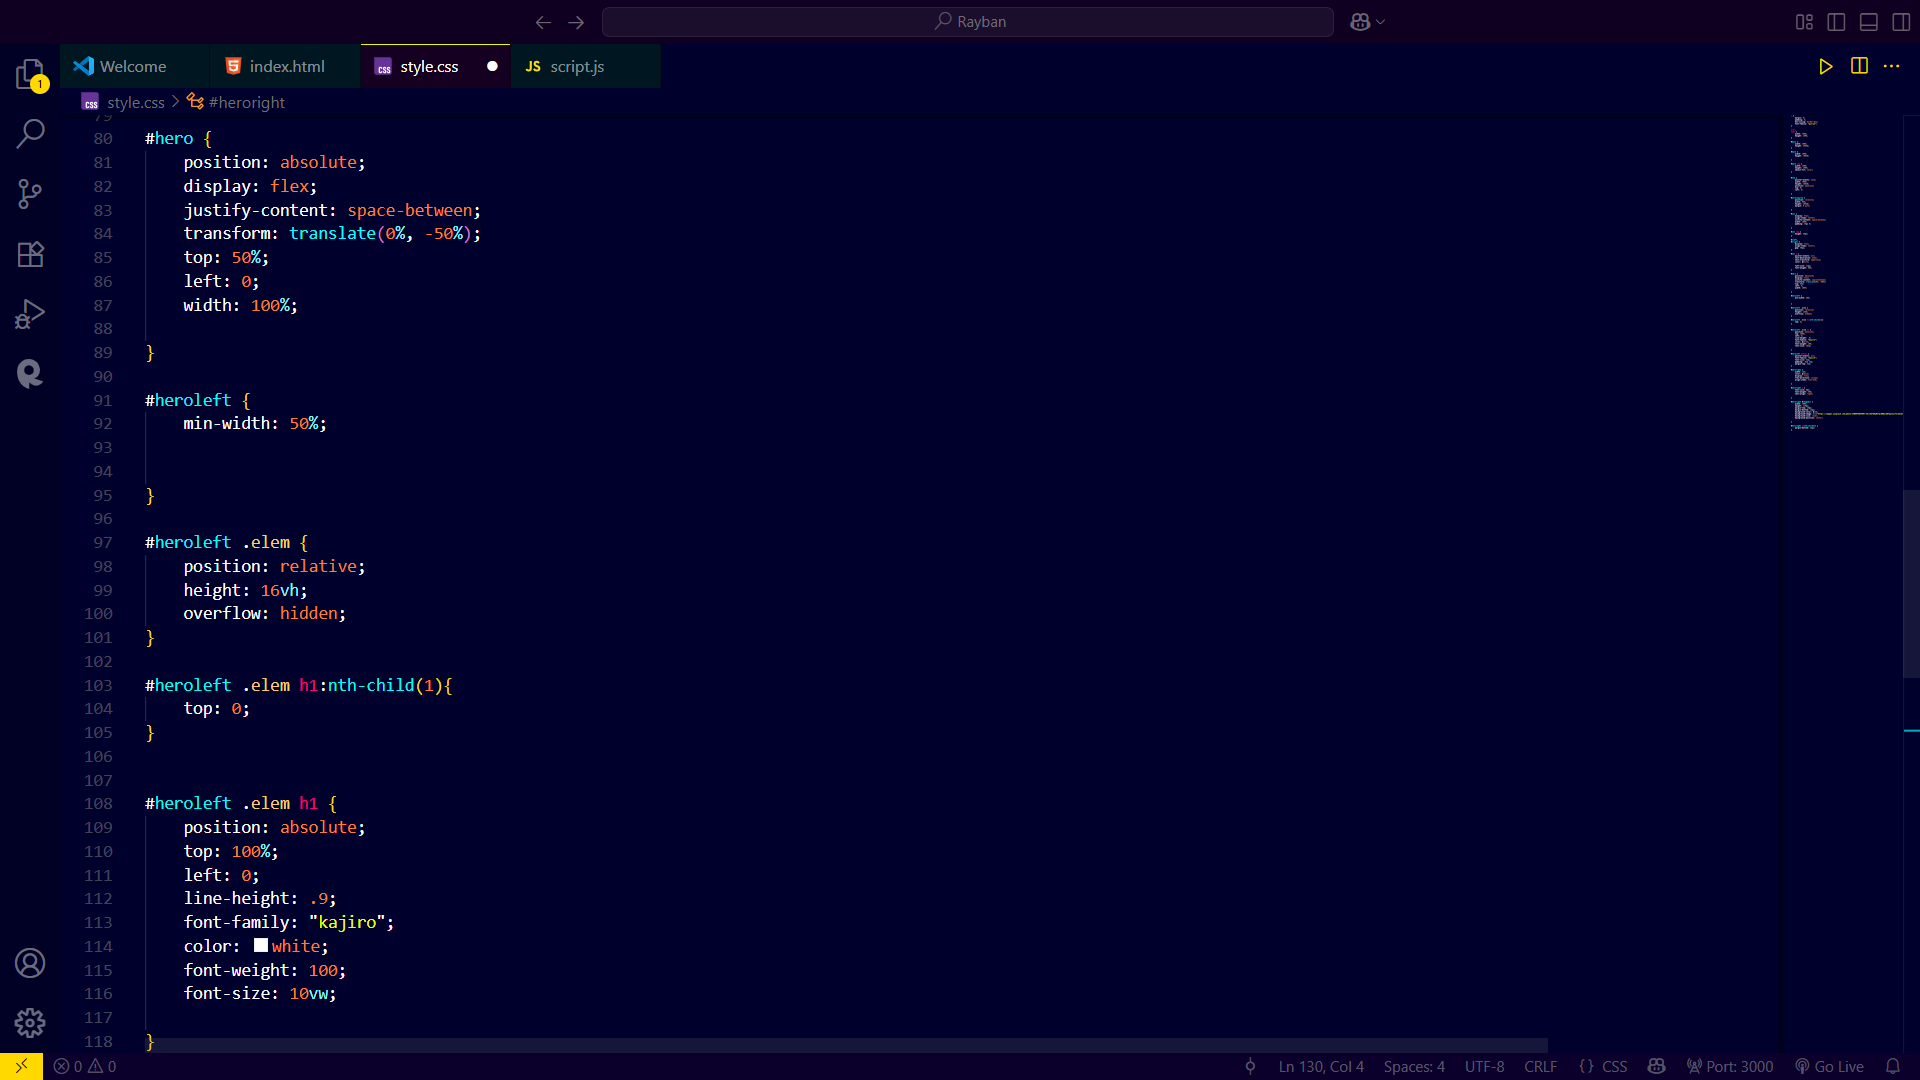 Rayban
Welcome
index.html
css style.css
JS script.js
1
css style.css > #heroright
79
80 #hero {
81 position: absolute;
82 display: flex;
83 justify-content: space-between;
84 transform: translate(0%, -50%);
85 top: 50%;
86 left: 0;
87 width: 100%;
88
89 }
90
91 #heroleft {
92 min-width: 50%;
93
94
95 }
96
97 #heroleft .elem {
98 position: relative;
99 height: 16vh;
100 overflow: hidden;
101 }
102
103 #heroleft .elem h1:nth-child(1){
104 top: 0;
105 }
106
107
108 #heroleft .elem h1 {
109 position: absolute;
110 top: 100%;
111 left: 0;
112 line-height: .9;
113 font-family: "kajiro";
114 color: white;
115 font-weight: 100;
116 font-size: 10vw;
117
118 }
0 0 Ln 130, Col 4 Spaces: 4 UTF-8 CRLF {} CSS Port: 3000 Go Live